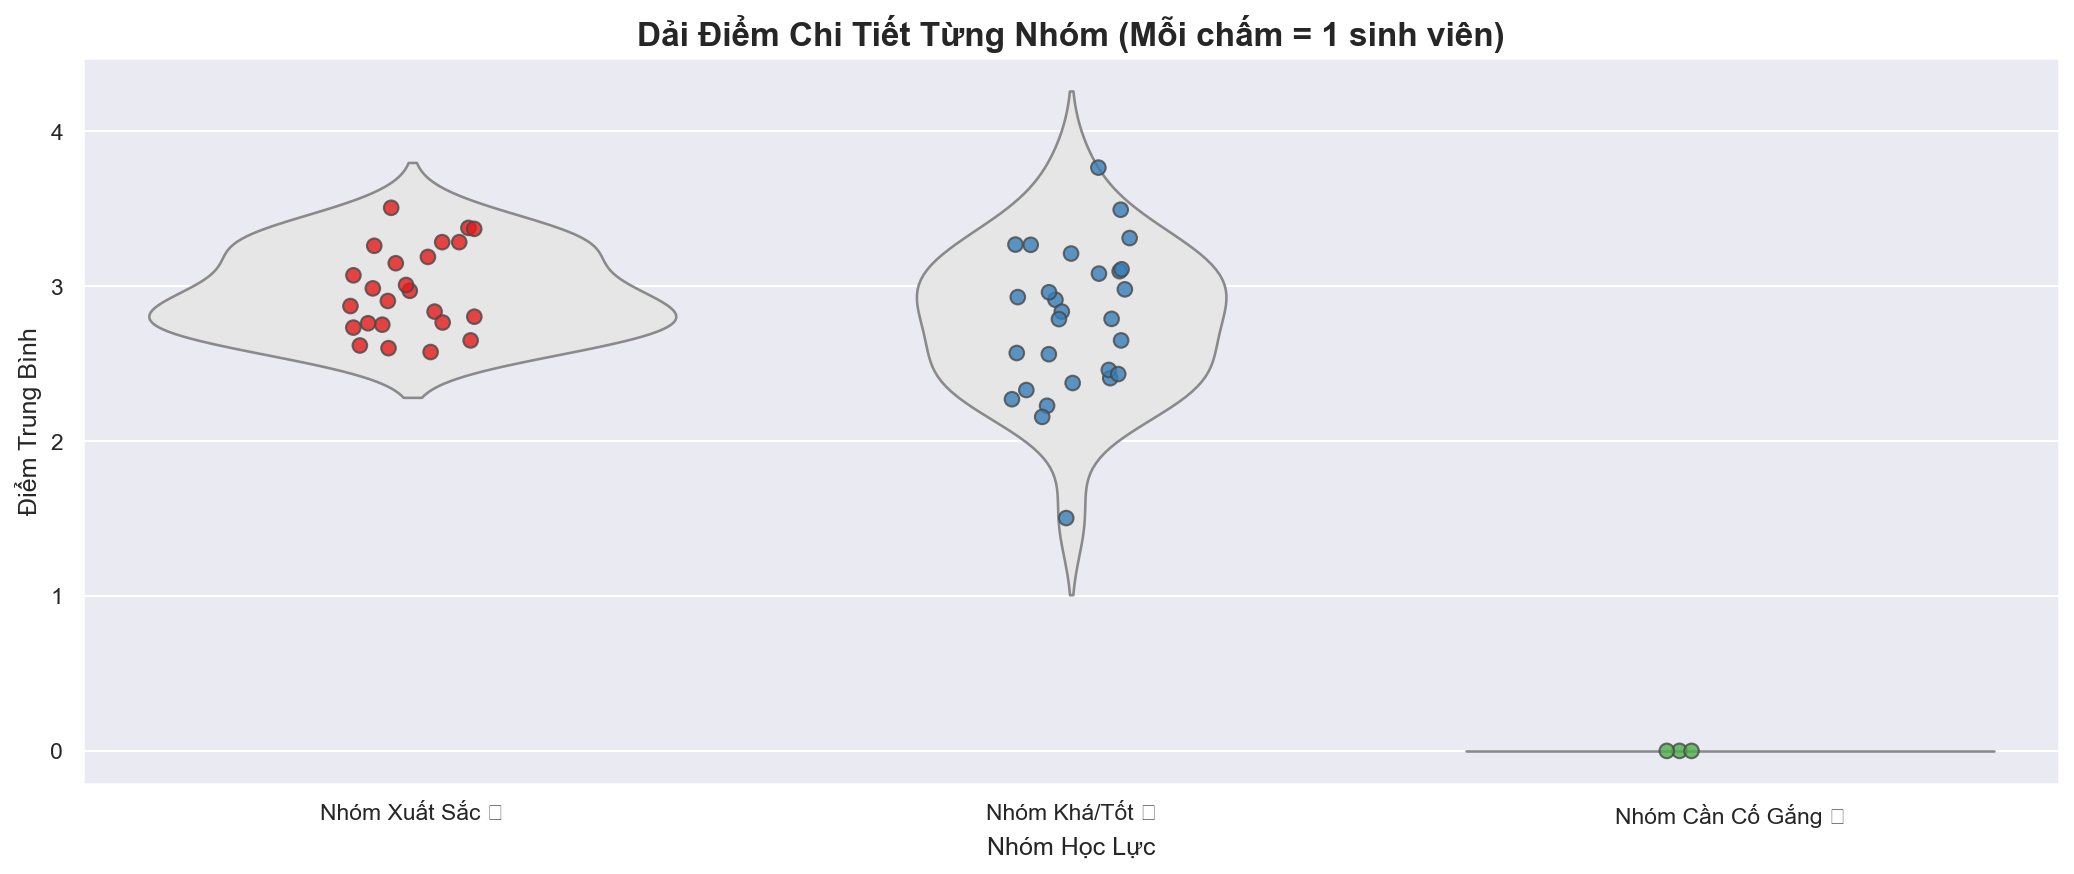 Dải Điểm Chi Tiết Từng Nhóm (Mỗi chấm = 1 sinh viên)
Điểm Trung Bình
4
3
2
1
0
Nhóm Xuất Sắc
Nhóm Khá/Tốt
Nhóm Cần Cố Gắng
Nhóm Học Lực